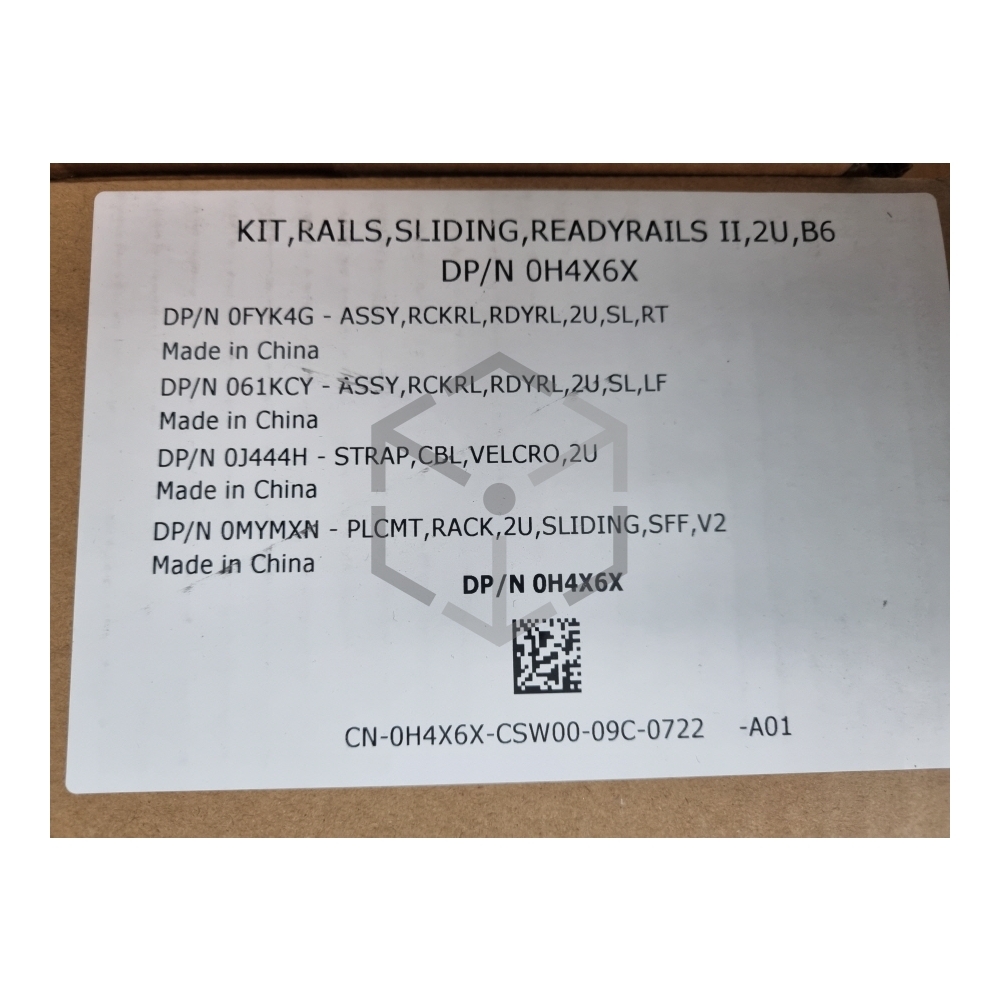 KIT,RAILS,SLIDING,READYRAILS II,2U,B6
DP/N 0H4X6X
DP/N 0FYK4G - ASSY,RCKRL,RDYRL,2U,SL,RT
Made in China
DP/N 061KCY - ASSY,RCKRL,RDYRL,2U,SL,LF
Made in China
DP/N 0J444H - STRAP,CBL,VELCRO,2U
Made in China
DP/N 0MYMXN - PLCMT,RACK,2U,SLIDING,SFF,V2
Made in China
DP/N 0H4X6X
CN-0H4X6X-CSW00-09C-0722 -A01